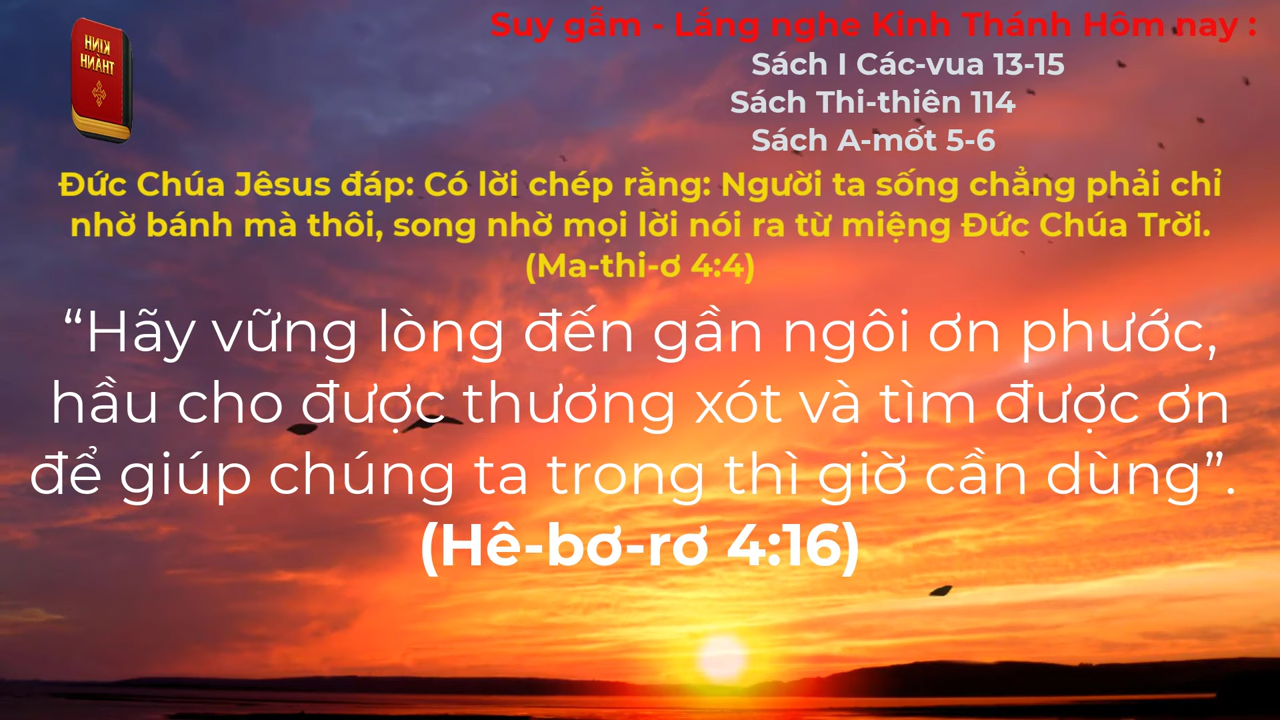 Suy gẫm - Lắng nghe Kinh Thánh Hôm nay :
Sách I Các-vua 13-15
Sách Thi-thiên 114
Sách A-mốt 5-6
KINH
THÁNH
Đức Chúa Jêsus đáp: Có lời chép rằng: Người ta sống chẳng phải chỉ
nhờ bánh mà thôi, song nhờ mọi lời nói ra từ miệng Đức Chúa Trời.
(Ma-thi-ơ 4:4)
“Hãy vững lòng đến gần ngôi ơn phước,
hầu cho được thương xót và tìm được ơn
để giúp chúng ta trong thì giờ cần dùng”.
(Hê-bơ-rơ 4:16)